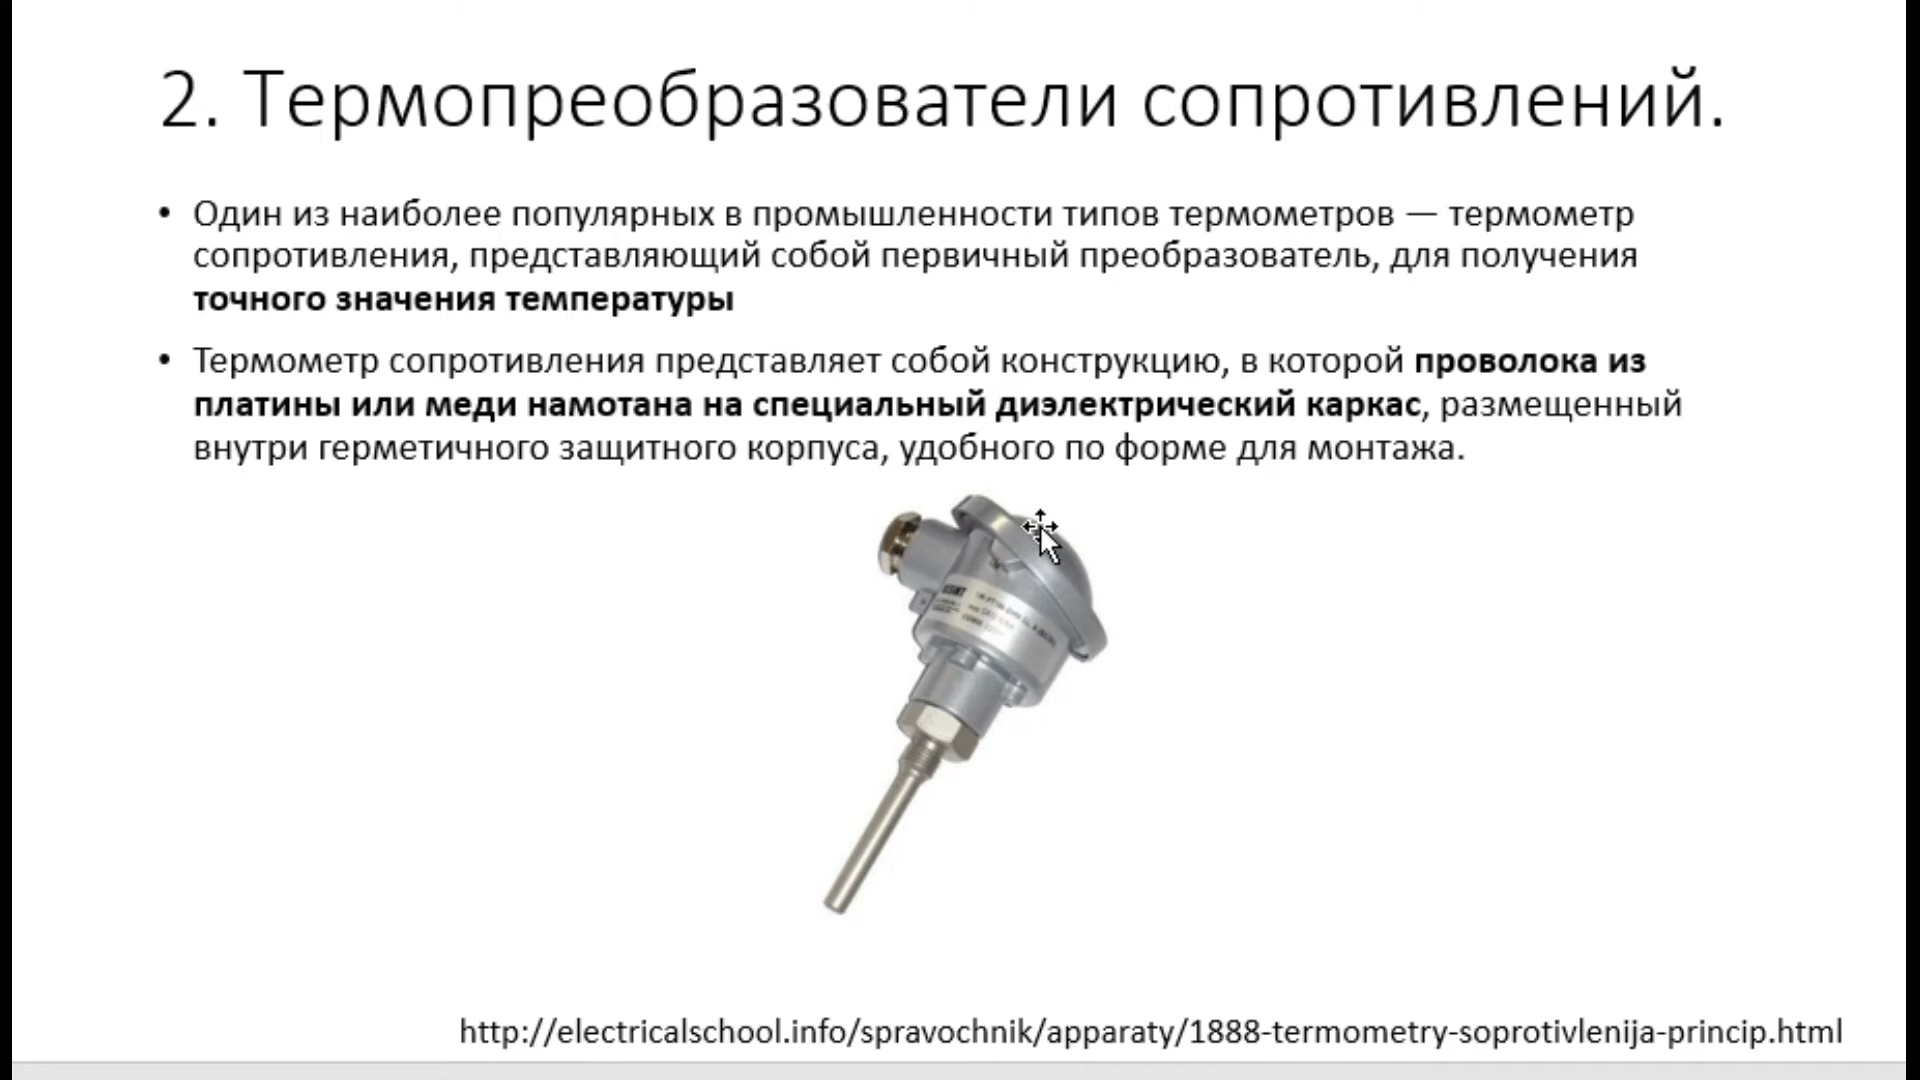 2. Термопреобразователи сопротивлений.
• Один из наиболее популярных в промышленности типов термометров — термометр
сопротивления, представляющий собой первичный преобразователь, для получения
точного значения температуры
• Термометр сопротивления представляет собой конструкцию, в которой проволока из
платины или меди намотана на специальный диэлектрический каркас, размещенный
внутри герметичного защитного корпуса, удобного по форме для монтажа.
http://electricalschool.info/spravochnik/apparaty/1888-termometry-soprotivlenija-princip.html